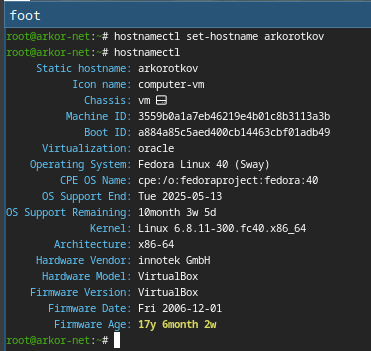 foot
root@arkor-net:~# hostnamectl set-hostname arkorotkov
root@arkor-net:~# hostnamectl
Static hostname: arkorotkov
Icon name: computer-vm
Chassis: vm
Machine ID: 3559b0a1a7eb46219e4b01c8b3113a3b
Boot ID: a884a85c5aed400cb14463cbf01adb49
Virtualization: oracle
Operating System: Fedora Linux 40 (Sway)
CPE OS Name: cpe:/o:fedoraproject:fedora:40
OS Support End: Tue 2025-05-13
OS Support Remaining: 10month 3w 5d
Kernel: Linux 6.8.11-300.fc40.x86_64
Architecture: x86-64
Hardware Vendor: innotek GmbH
Hardware Model: VirtualBox
Firmware Version: VirtualBox
Firmware Date: Fri 2006-12-01
Firmware Age: 17y 6month 2w
root@arkor-net:~#